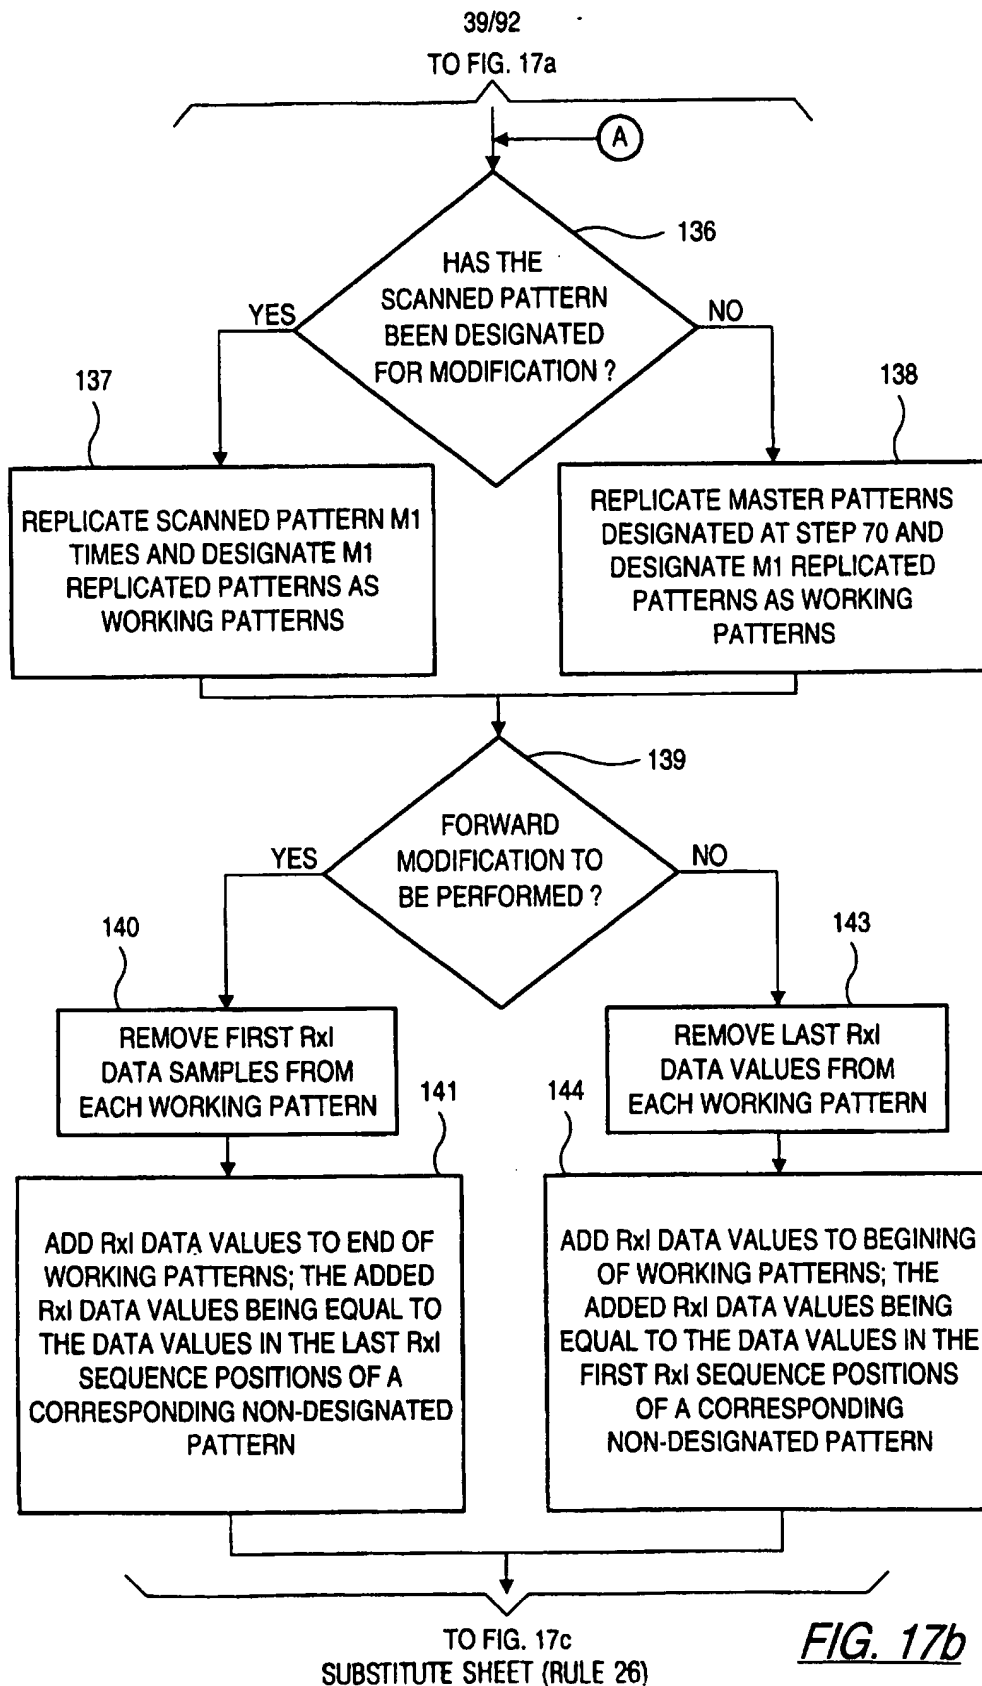 39/92
TO FIG. 17a
A
136
HAS THE
SCANNED PATTERN
BEEN DESIGNATED
FOR MODIFICATION ?
YES
NO
137
138
REPLICATE SCANNED PATTERN M1
TIMES AND DESIGNATE M1
REPLICATED PATTERNS AS
WORKING PATTERNS
REPLICATE MASTER PATTERNS
DESIGNATED AT STEP 70 AND
DESIGNATE M1 REPLICATED
PATTERNS AS WORKING
PATTERNS
139
FORWARD
MODIFICATION TO
BE PERFORMED ?
YES
NO
140
143
REMOVE FIRST RxI
DATA SAMPLES FROM
EACH WORKING PATTERN
REMOVE LAST RxI
DATA VALUES FROM
EACH WORKING PATTERN
141
144
ADD RxI DATA VALUES TO END OF
WORKING PATTERNS; THE ADDED
RxI DATA VALUES BEING EQUAL TO
THE DATA VALUES IN THE LAST RxI
SEQUENCE POSITIONS OF A
CORRESPONDING NON-DESIGNATED
PATTERN
ADD RxI DATA VALUES TO BEGINING
OF WORKING PATTERNS; THE
ADDED RxI DATA VALUES BEING
EQUAL TO THE DATA VALUES IN THE
FIRST RxI SEQUENCE POSITIONS
OF A CORRESPONDING
NON-DESIGNATED PATTERN
TO FIG. 17c
SUBSTITUTE SHEET (RULE 26)
FIG. 17b